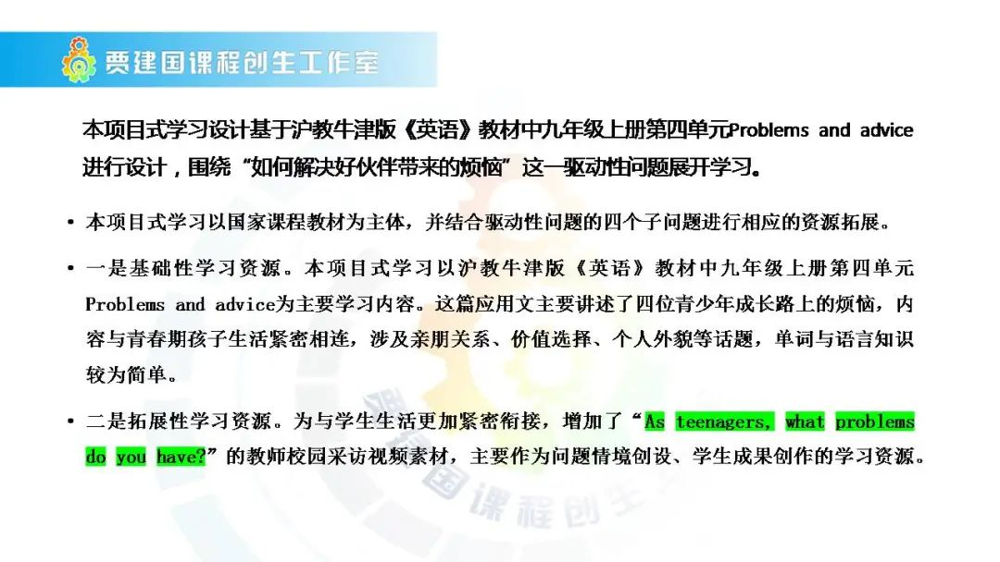 贾建国课程创生工作室
本项目式学习设计基于沪教牛津版《英语》教材中九年级上册第四单元Problems and advice
进行设计，围绕“如何解决好伙伴带来的烦恼”这一驱动性问题展开学习。
• 本项目式学习以国家课程教材为主体，并结合驱动性问题的四个子问题进行相应的资源拓展。
• 一是基础性学习资源。本项目式学习以沪教牛津版《英语》教材中九年级上册第四单元
Problems and advice为主要学习内容。这篇应用文主要讲述了四位青少年成长路上的烦恼，内
容与青春期孩子生活紧密相连，涉及亲朋关系、价值选择、个人外貌等话题，单词与语言知识
较为简单。
• 二是拓展性学习资源。为与学生生活更加紧密衔接，增加了“As teenagers, what problems
do you have?”的教师校园采访视频素材，主要作为问题情境创设、学生成果创作的学习资源。